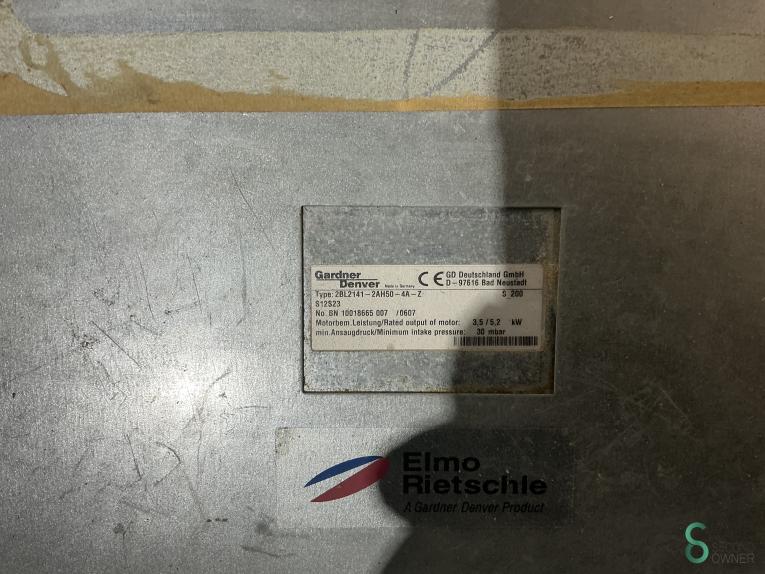 Gardner
Denver
Made in Germany
CE
GD Deutschland GmbH
D-97616 Bad Neustadt
Type: 2BL2141-2AH50-4A-Z S 200
S12S23
No. BN 10018665 007 /0607
Motorbem.Leistung/Rated output of motor: 3,5/5,2 kW
min.Ansaugdruck/Minimum intake pressure: 30 mbar
Elmo
Rietschle
A Gardner Denver Product
OWNER